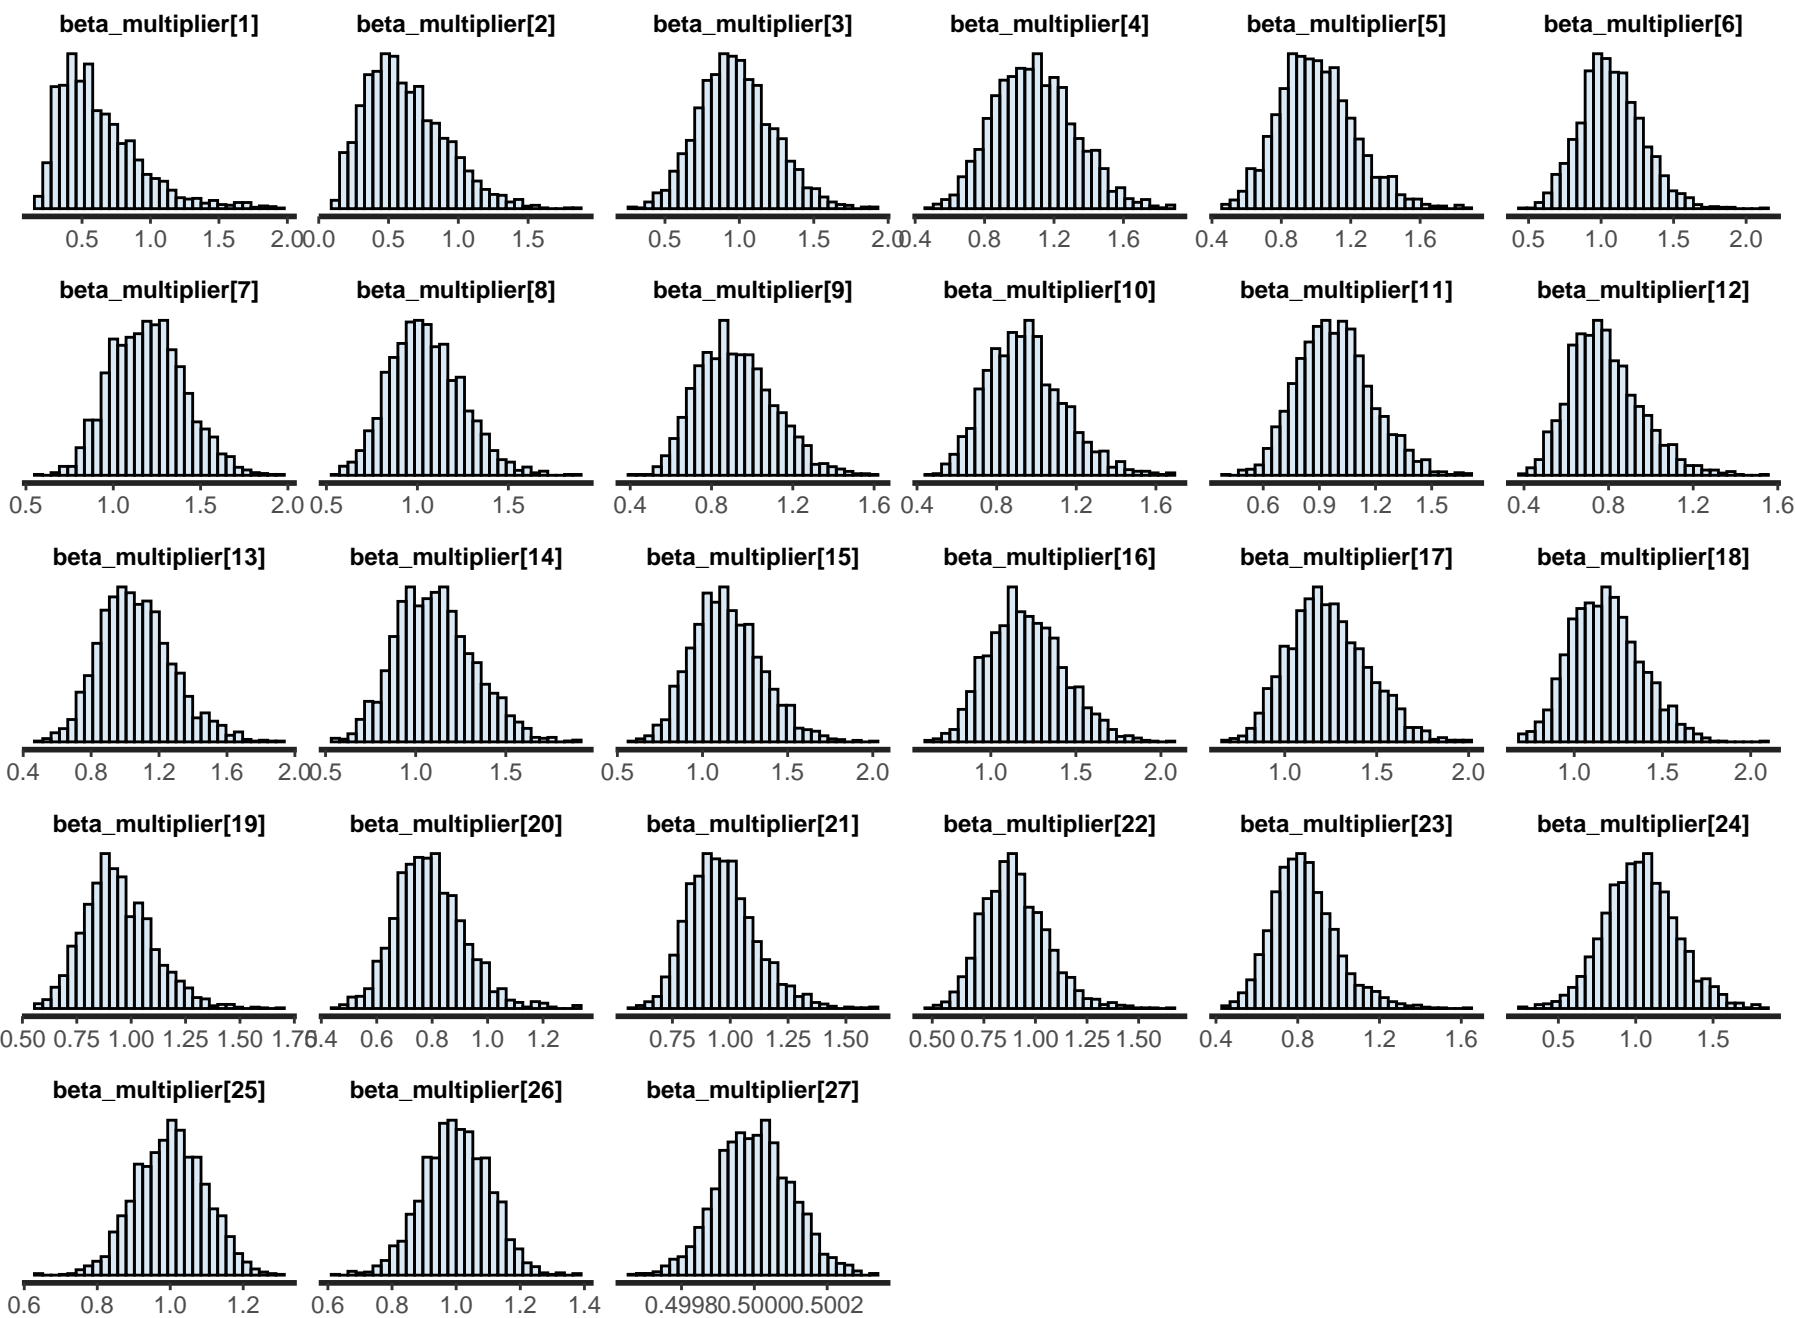 beta_multiplier[1] beta_multiplier[2] beta_multiplier[3] beta_multiplier[4] beta_multiplier[5] beta_multiplier[6]
0.5 1.0 1.5 2.0 0.0 0.5 1.0 1.5 0.5 1.0 1.5 2.0 0.4 0.8 1.2 1.6 0.4 0.8 1.2 1.6 0.5 1.0 1.5 2.0
beta_multiplier[7] beta_multiplier[8] beta_multiplier[9] beta_multiplier[10] beta_multiplier[11] beta_multiplier[12]
0.5 1.0 1.5 2.0 0.5 1.0 1.5 0.4 0.8 1.2 1.6 0.4 0.8 1.2 1.6 0.6 0.9 1.2 1.5 0.4 0.8 1.2 1.6
beta_multiplier[13] beta_multiplier[14] beta_multiplier[15] beta_multiplier[16] beta_multiplier[17] beta_multiplier[18]
0.4 0.8 1.2 1.6 2.0 0.5 1.0 1.5 0.5 1.0 1.5 2.0 1.0 1.5 2.0 1.0 1.5 2.0 1.0 1.5 2.0
beta_multiplier[19] beta_multiplier[20] beta_multiplier[21] beta_multiplier[22] beta_multiplier[23] beta_multiplier[24]
0.50 0.75 1.00 1.25 1.50 1.75 0.4 0.6 0.8 1.0 1.2 0.75 1.00 1.25 1.50 0.50 0.75 1.00 1.25 1.50 0.4 0.8 1.2 1.6 0.5 1.0 1.5
beta_multiplier[25] beta_multiplier[26] beta_multiplier[27]
0.6 0.8 1.0 1.2 0.6 0.8 1.0 1.2 1.4 0.4998 0.5000 0.5002